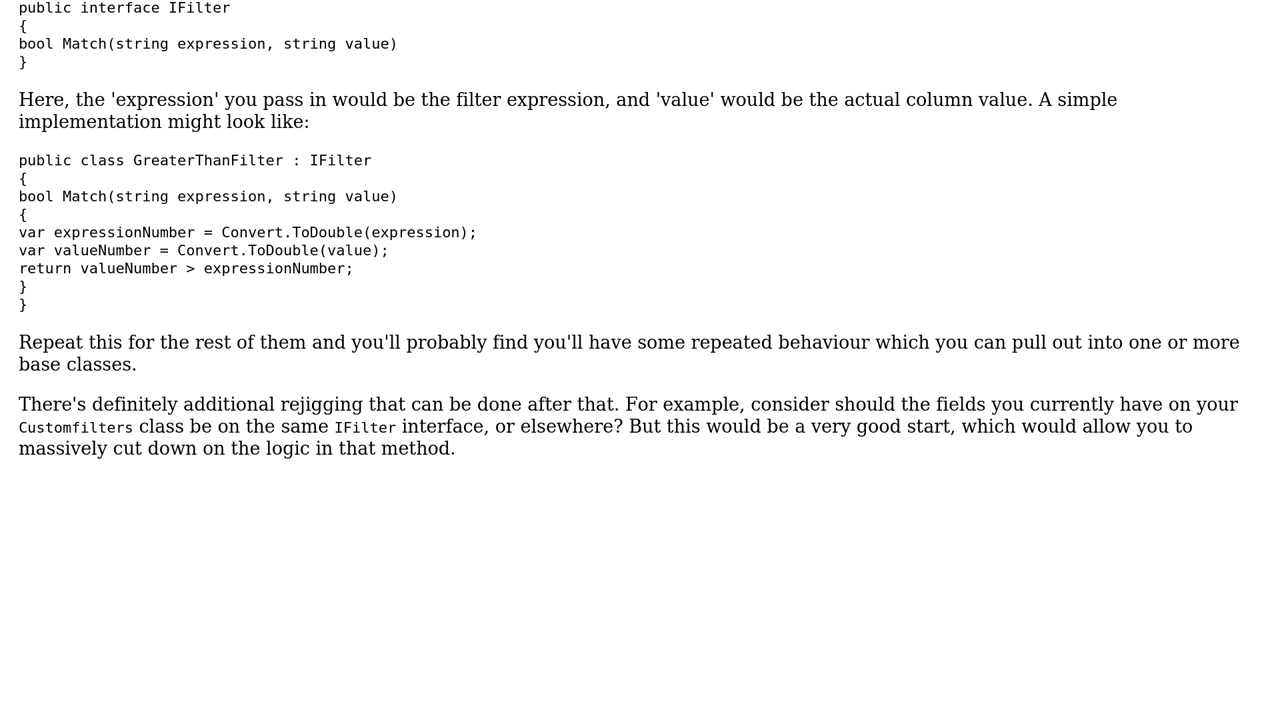 public interface IFilter
{
bool Match(string expression, string value)
}
Here, the 'expression' you pass in would be the filter expression, and 'value' would be the actual column value. A simple
implementation might look like:
public class GreaterThanFilter : IFilter
{
bool Match(string expression, string value)
{
var expressionNumber = Convert.ToDouble(expression);
var valueNumber = Convert.ToDouble(value);
return valueNumber > expressionNumber;
}
}
Repeat this for the rest of them and you'll probably find you'll have some repeated behaviour which you can pull out into one or more
base classes.
There's definitely additional rejigging that can be done after that. For example, consider should the fields you currently have on your
Customfilters class be on the same IFilter interface, or elsewhere? But this would be a very good start, which would allow you to
massively cut down on the logic in that method.